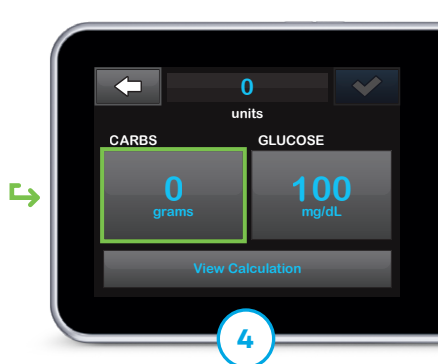 0
units
CARBS GLUCOSE
0 100
grams mg/dL
View Calculation
4